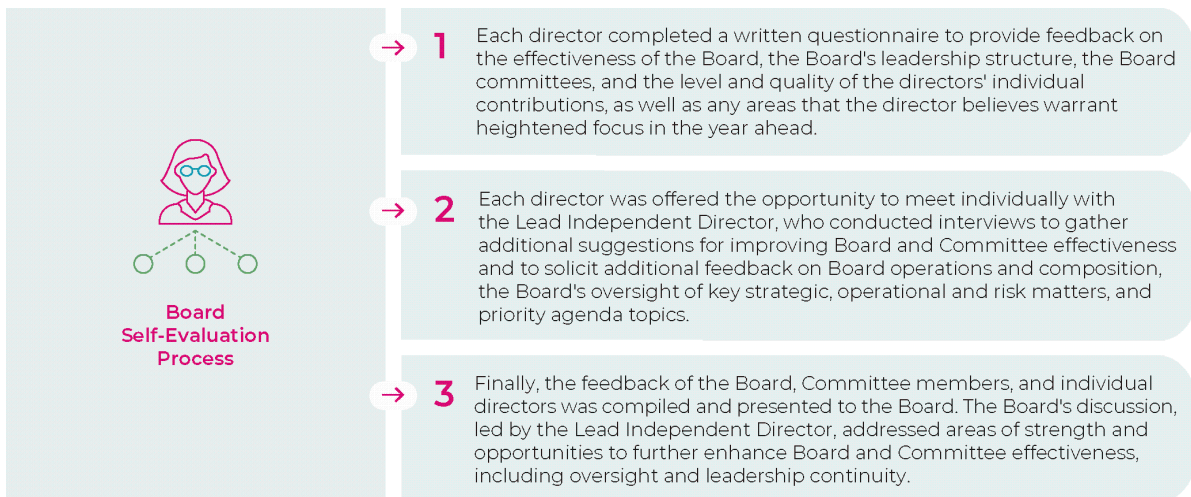 Board
Self-Evaluation
Process
1
Each director completed a written questionnaire to provide feedback on
the effectiveness of the Board, the Board's leadership structure, the Board
committees, and the level and quality of the directors' individual
contributions, as well as any areas that the director believes warrant
heightened focus in the year ahead.
2
Each director was offered the opportunity to meet individually with
the Lead Independent Director, who conducted interviews to gather
additional suggestions for improving Board and Committee effectiveness
and to solicit additional feedback on Board operations and composition,
the Board's oversight of key strategic, operational and risk matters, and
priority agenda topics.
3
Finally, the feedback of the Board, Committee members, and individual
directors was compiled and presented to the Board. The Board's discussion,
led by the Lead Independent Director, addressed areas of strength and
opportunities to further enhance Board and Committee effectiveness,
including oversight and leadership continuity.